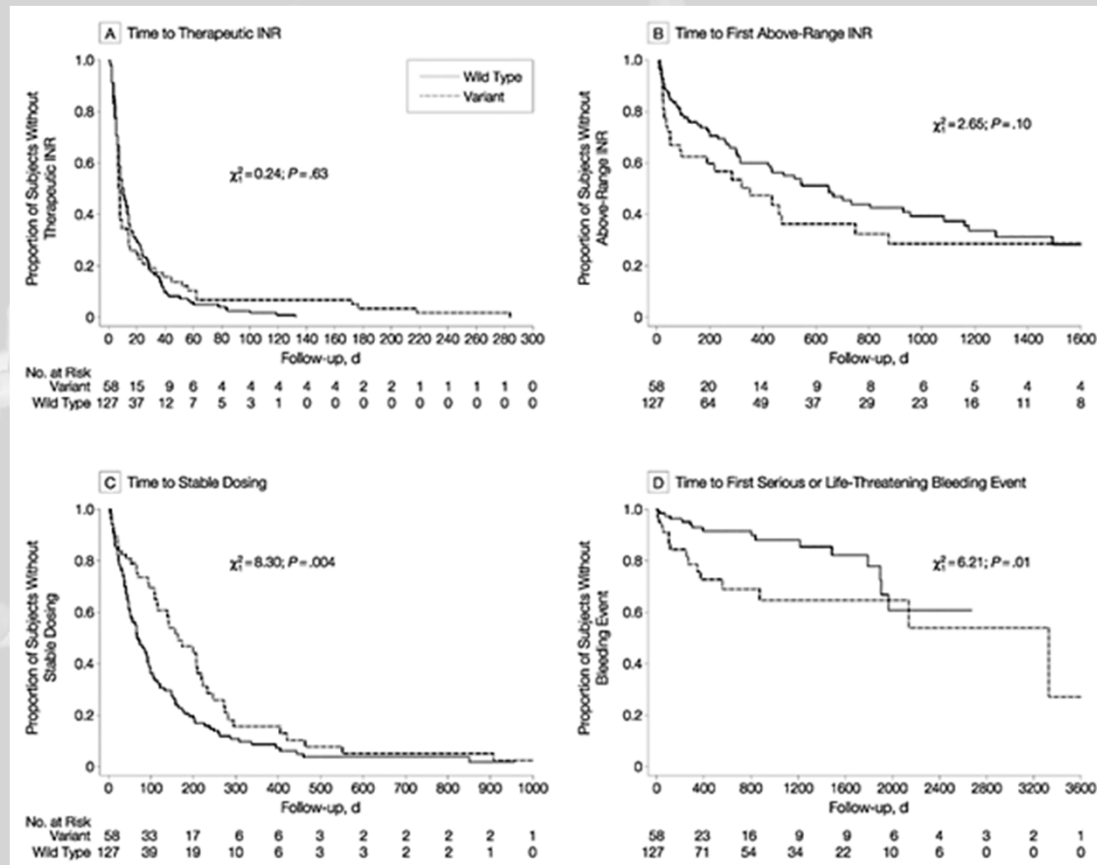 A Time to Therapeutic INR
Proportion of Subjects Without
Therapeutic INR
1.0
0.8
0.6
0.4
0.2
0
Wild Type
Variant
χ²₁=0.24; P=.63
0 20 40 60 80 100 120 140 160 180 200 220 240 260 280 300
Follow-up, d
No. at Risk
Variant 58 15 9 6 4 4 4 4 4 2 2 1 1 1 1 0
Wild Type 127 37 12 7 5 3 1 0 0 0 0 0 0 0 0 0
B Time to First Above-Range INR
Proportion of Subjects Without
Above-Range INR
1.0
0.8
0.6
0.4
0.2
0
χ²₁=2.65; P=.10
0 200 400 600 800 1000 1200 1400 1600
Follow-up, d
58 20 14 9 8 6 5 4 4
127 64 49 37 29 23 16 11 8
C Time to Stable Dosing
Proportion of Subjects Without
Stable Dosing
1.0
0.8
0.6
0.4
0.2
0
χ²₁=8.30; P=.004
0 100 200 300 400 500 600 700 800 900 1000
Follow-up, d
No. at Risk
Variant 58 33 17 6 6 3 2 2 2 2 1
Wild Type 127 39 19 10 6 3 3 2 2 1 0
D Time to First Serious or Life-Threatening Bleeding Event
Proportion of Subjects Without
Bleeding Event
1.0
0.8
0.6
0.4
0.2
0
χ²₁=6.21; P=.01
0 400 800 1200 1600 2000 2400 2800 3200 3600
Follow-up, d
58 23 16 9 9 6 4 3 2 1
127 71 54 34 22 10 6 0 0 0